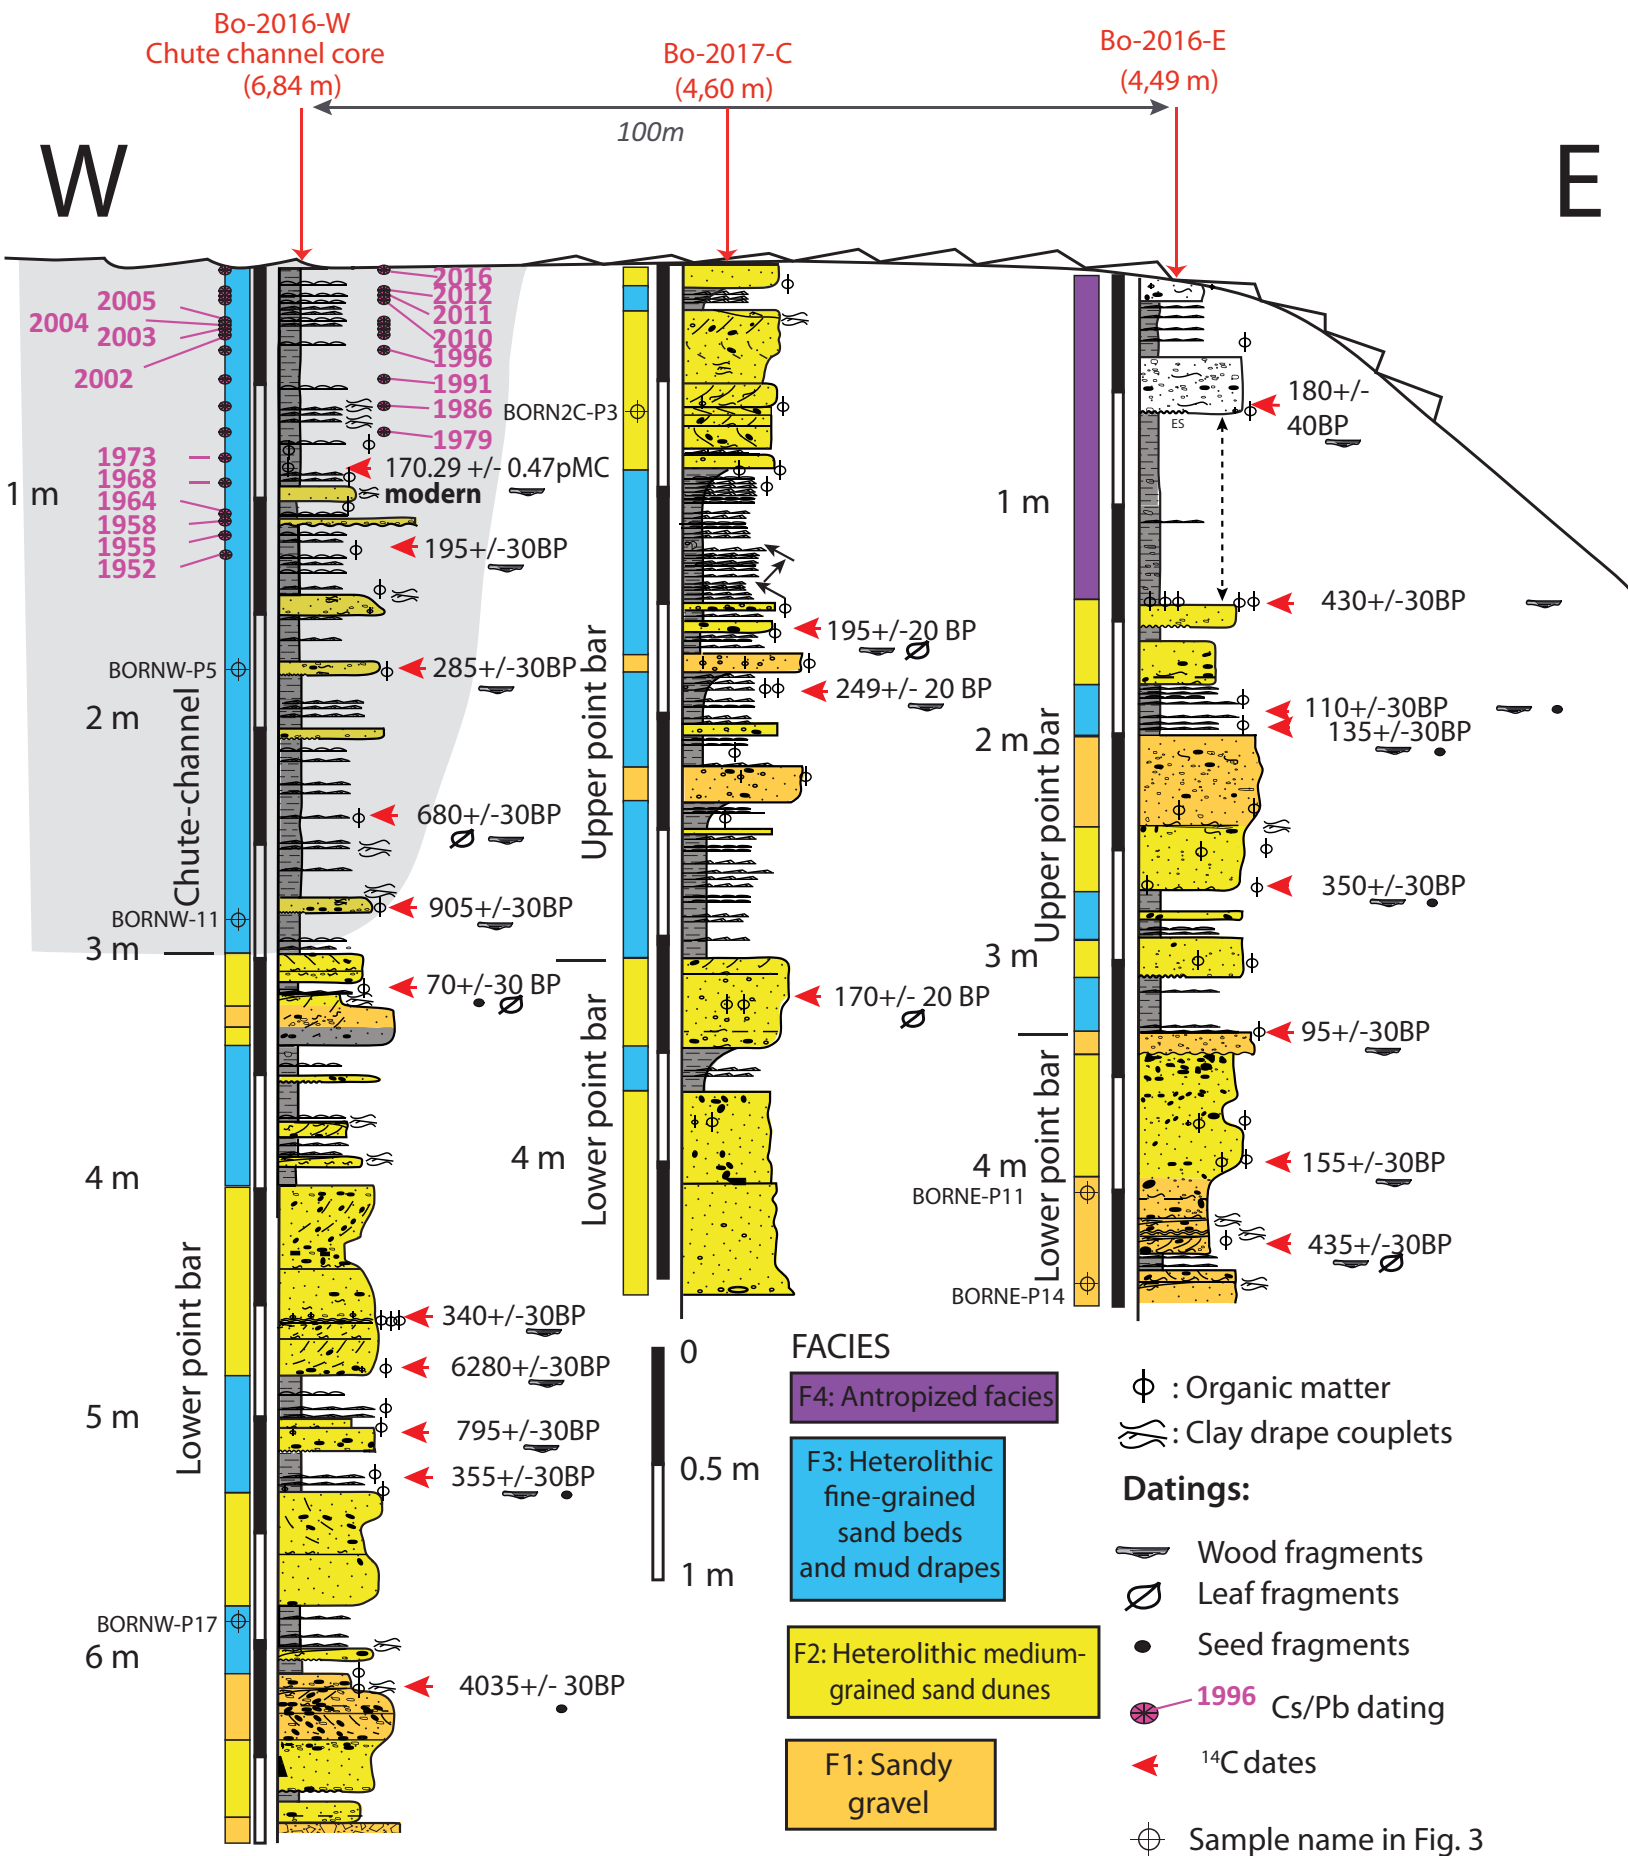 Bo-2016-W
Chute channel core
(6,84 m)
Bo-2017-C
(4,60 m)
Bo-2016-E
(4,49 m)
100m
W
E
2005
2004
2003
2002
1973
1968
1964
1958
1955
1952
2016
2012
2011
2010
1996
1991
1986
1979
170.29 +/- 0.47pMC
modern
195+/-30BP
285+/-30BP
680+/-30BP
905+/-30BP
70+/-30 BP
340+/-30BP
6280+/-30BP
795+/-30BP
355+/-30BP
4035+/- 30BP
1 m
BORNW-P5
2 m
Chute-channel
BORNW-11
3 m
4 m
Lower point bar
5 m
BORNW-P17
6 m
BORN2C-P3
Upper point bar
Lower point bar
4 m
195+/-20 BP
249+/- 20 BP
170+/- 20 BP
1 m
2 m
Upper point bar
3 m
4 m
Lower point bar
BORNE-P11
BORNE-P14
ES
180+/-
40BP
430+/-30BP
110+/-30BP
135+/-30BP
350+/-30BP
95+/-30BP
155+/-30BP
435+/-30BP
0
0.5 m
1 m
FACIES
F4: Antropized facies
F3: Heterolithic
fine-grained
sand beds
and mud drapes
F2: Heterolithic medium-
grained sand dunes
F1: Sandy
gravel
: Organic matter
: Clay drape couplets
Datings:
Wood fragments
Leaf fragments
Seed fragments
1996 Cs/Pb dating
14C dates
Sample name in Fig. 3